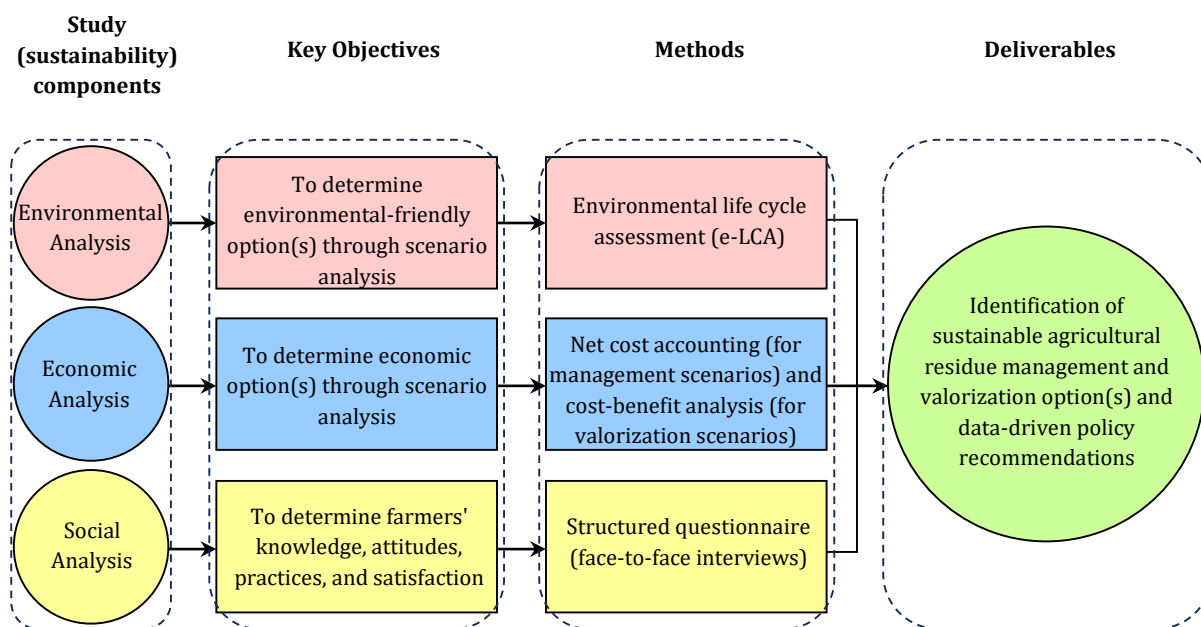 Study
(sustainability)
components
Key Objectives
Methods
Deliverables
Environmental
Analysis
To determine
environmental-friendly
option(s) through scenario
analysis
Environmental life cycle
assessment (e-LCA)
Economic
Analysis
To determine economic
option(s) through scenario
analysis
Net cost accounting (for
management scenarios) and
cost-benefit analysis (for
valorization scenarios)
Social
Analysis
To determine farmers'
knowledge, attitudes,
practices, and satisfaction
Structured questionnaire
(face-to-face interviews)
Identification of
sustainable agricultural
residue management and
valorization option(s) and
data-driven policy
recommendations